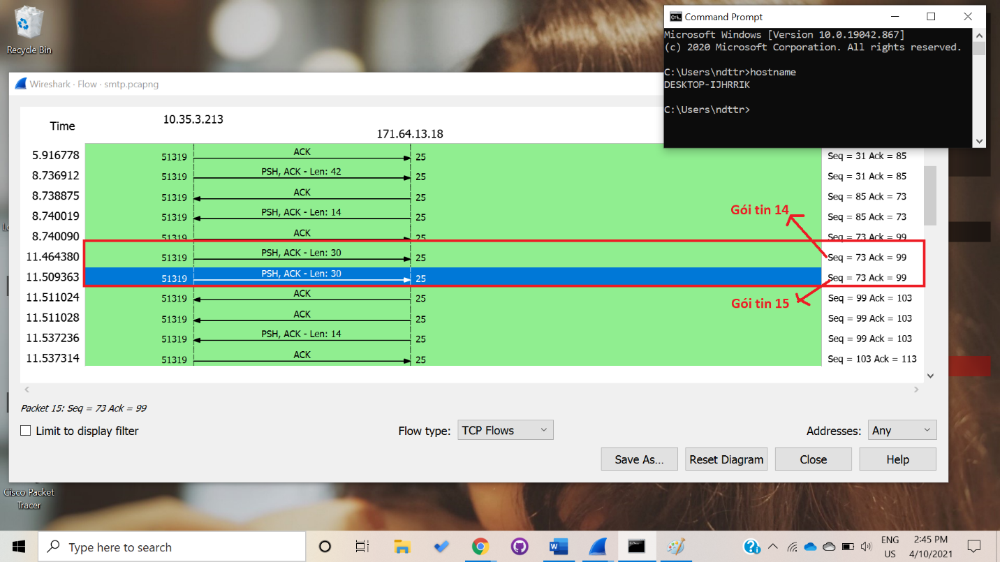 Recycle Bin
Command Prompt
Microsoft Windows [Version 10.0.19042.867]
(c) 2020 Microsoft Corporation. All rights reserved.
C:\Users\ndttr>hostname
DESKTOP-IJHRRIK
C:\Users\ndttr>
Wireshark · Flow · smtp.pcapng
Time
10.35.3.213
171.64.13.18
5.916778 51319 ACK 25 Seq = 31 Ack = 85
8.736912 51319 PSH, ACK - Len: 42 25 Seq = 31 Ack = 85
8.738875 51319 ACK 25 Seq = 85 Ack = 73
8.740019 51319 PSH, ACK - Len: 14 25 Seq = 85 Ack = 73
Gói tin 14
8.740090 51319 ACK 25 Seq = 73 Ack = 99
11.464380 51319 PSH, ACK - Len: 30 25 Seq = 73 Ack = 99
11.509363 51319 PSH, ACK - Len: 30 25 Seq = 73 Ack = 99
11.511024 51319 ACK 25 Seq = 99 Ack = 103
Gói tin 15
11.511028 51319 ACK 25 Seq = 99 Ack = 103
11.537236 51319 PSH, ACK - Len: 14 25 Seq = 99 Ack = 103
11.537314 51319 ACK 25 Seq = 103 Ack = 113
Packet 15: Seq = 73 Ack = 99
Limit to display filter
Flow type: TCP Flows
Addresses: Any
Save As...
Reset Diagram
Close
Help
Cisco Packet
Tracer
Type here to search
ENG
US
2:45 PM
4/10/2021